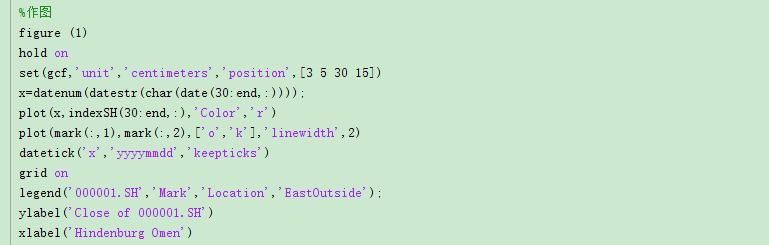 %作图
figure (1)
hold on
set(gcf,'unit','centimeters','position',[3 5 30 15])
x=datenum(datestr(char(date(30:end,:))));
plot(x,indexSH(30:end,:),'Color','r')
plot(mark(:,1),mark(:,2),['o','k'],'linewidth',2)
datetick('x','yyyymmdd','keepticks')
grid on
legend('000001.SH','Mark','Location','EastOutside');
ylabel('Close of 000001.SH')
xlabel('Hindenburg Omen')